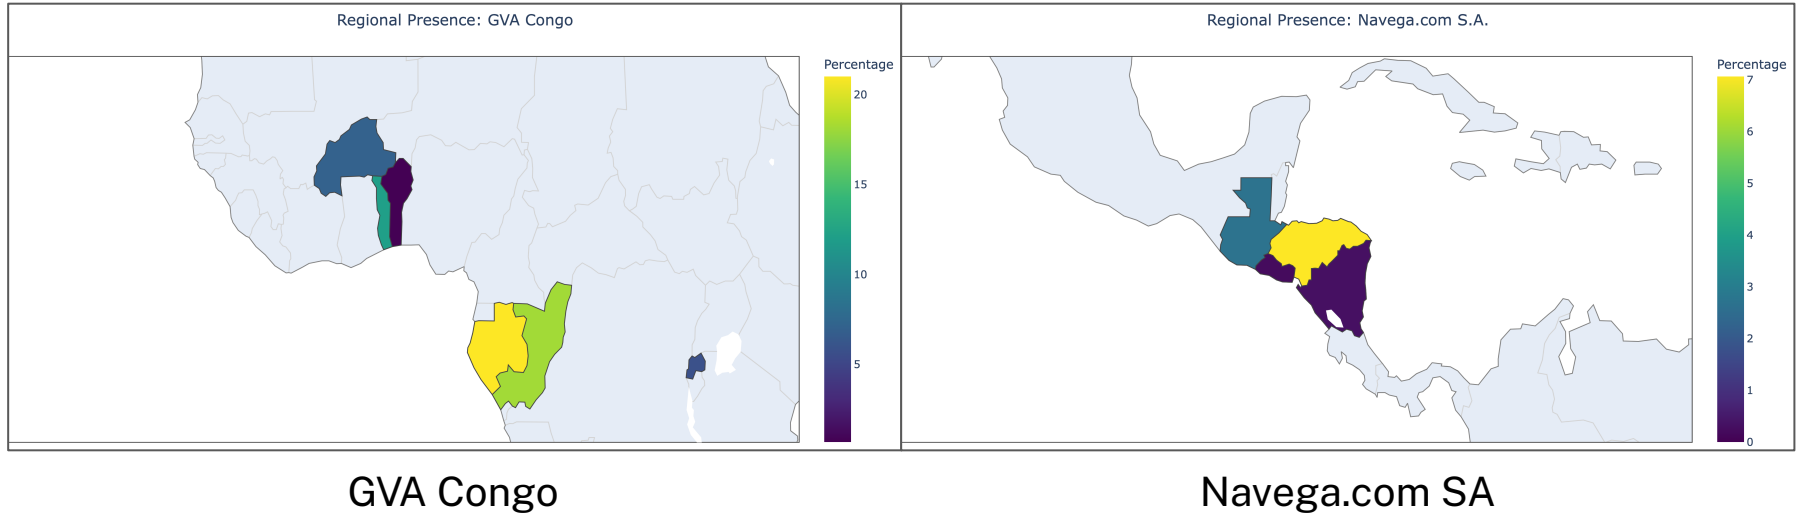 Regional Presence: GVA Congo
Percentage
20
15
10
5
Regional Presence: Navega.com S.A.
Percentage
7
6
5
4
3
2
1
0
GVA Congo
Navega.com SA